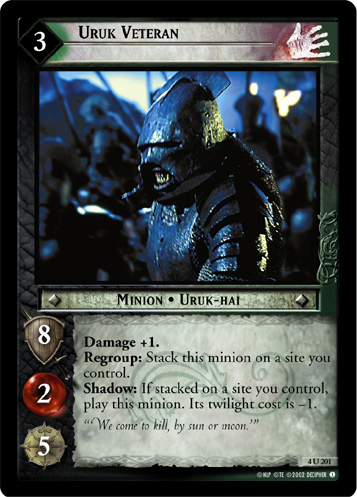 3
URUK VETERAN
MINION • URUK-HAI
8
2
5
Damage +1.
Regroup: Stack this minion on a site you
control.
Shadow: If stacked on a site you control,
play this minion. Its twilight cost is –1.
“‘We come to kill, by sun or moon.’”
4 U 201
©NLP ©TE ©2002 DECIPHER